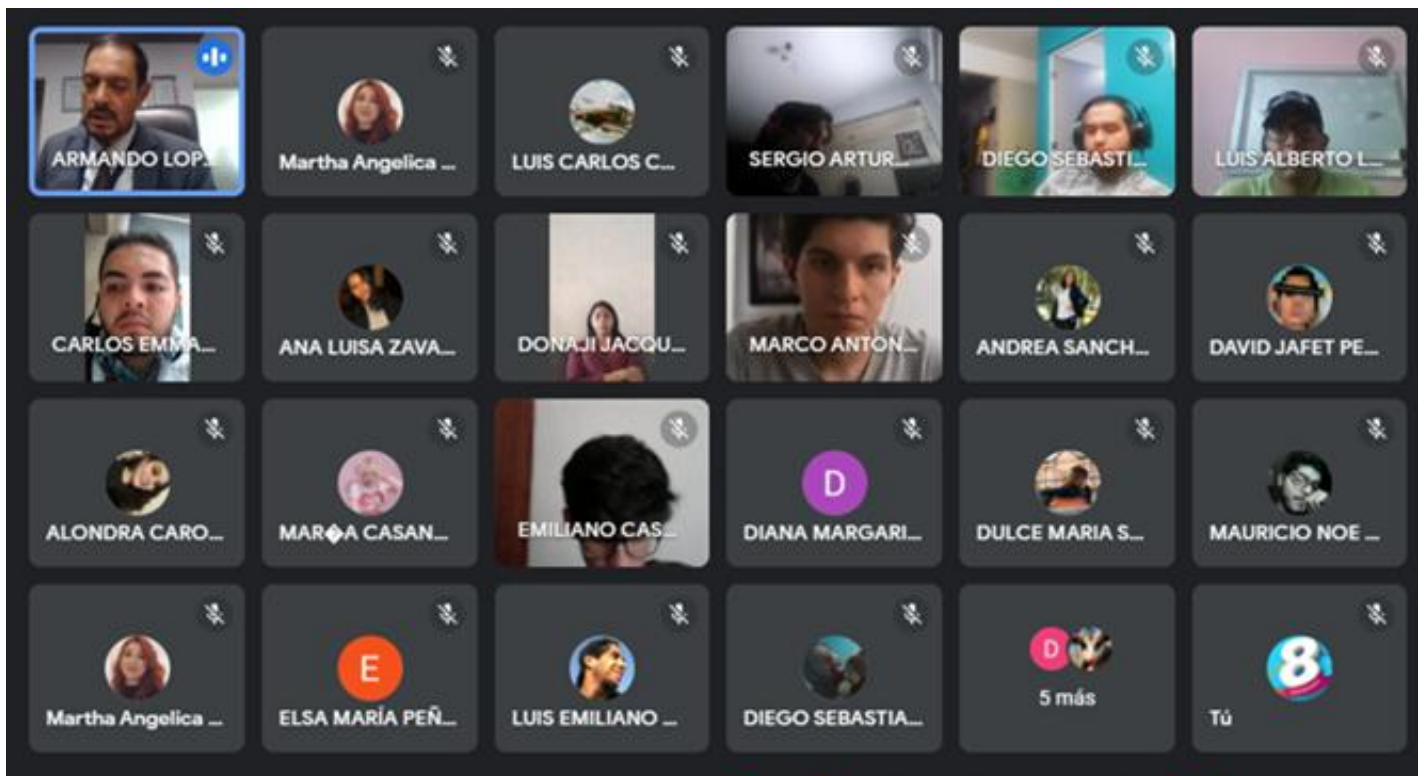 ARMANDO LOP...
Martha Angelica ...
LUIS CARLOS C...
SERGIO ARTUR...
DIEGO SEBASTI...
LUIS ALBERTO L...
CARLOS EMMA...
ANA LUISA ZAVA...
DONAJI JACQU...
MARCO ANTON...
ANDREA SANCH...
DAVID JAFET PE...
ALONDRA CARO...
MAR�A CASAN...
EMILIANO CAS...
D
DIANA MARGARI...
DULCE MARIA S...
MAURICIO NOE ...
Martha Angelica ...
E
ELSA MARÍA PEÑ...
LUIS EMILIANO ...
DIEGO SEBASTIA...
D
5 más
8
Tú